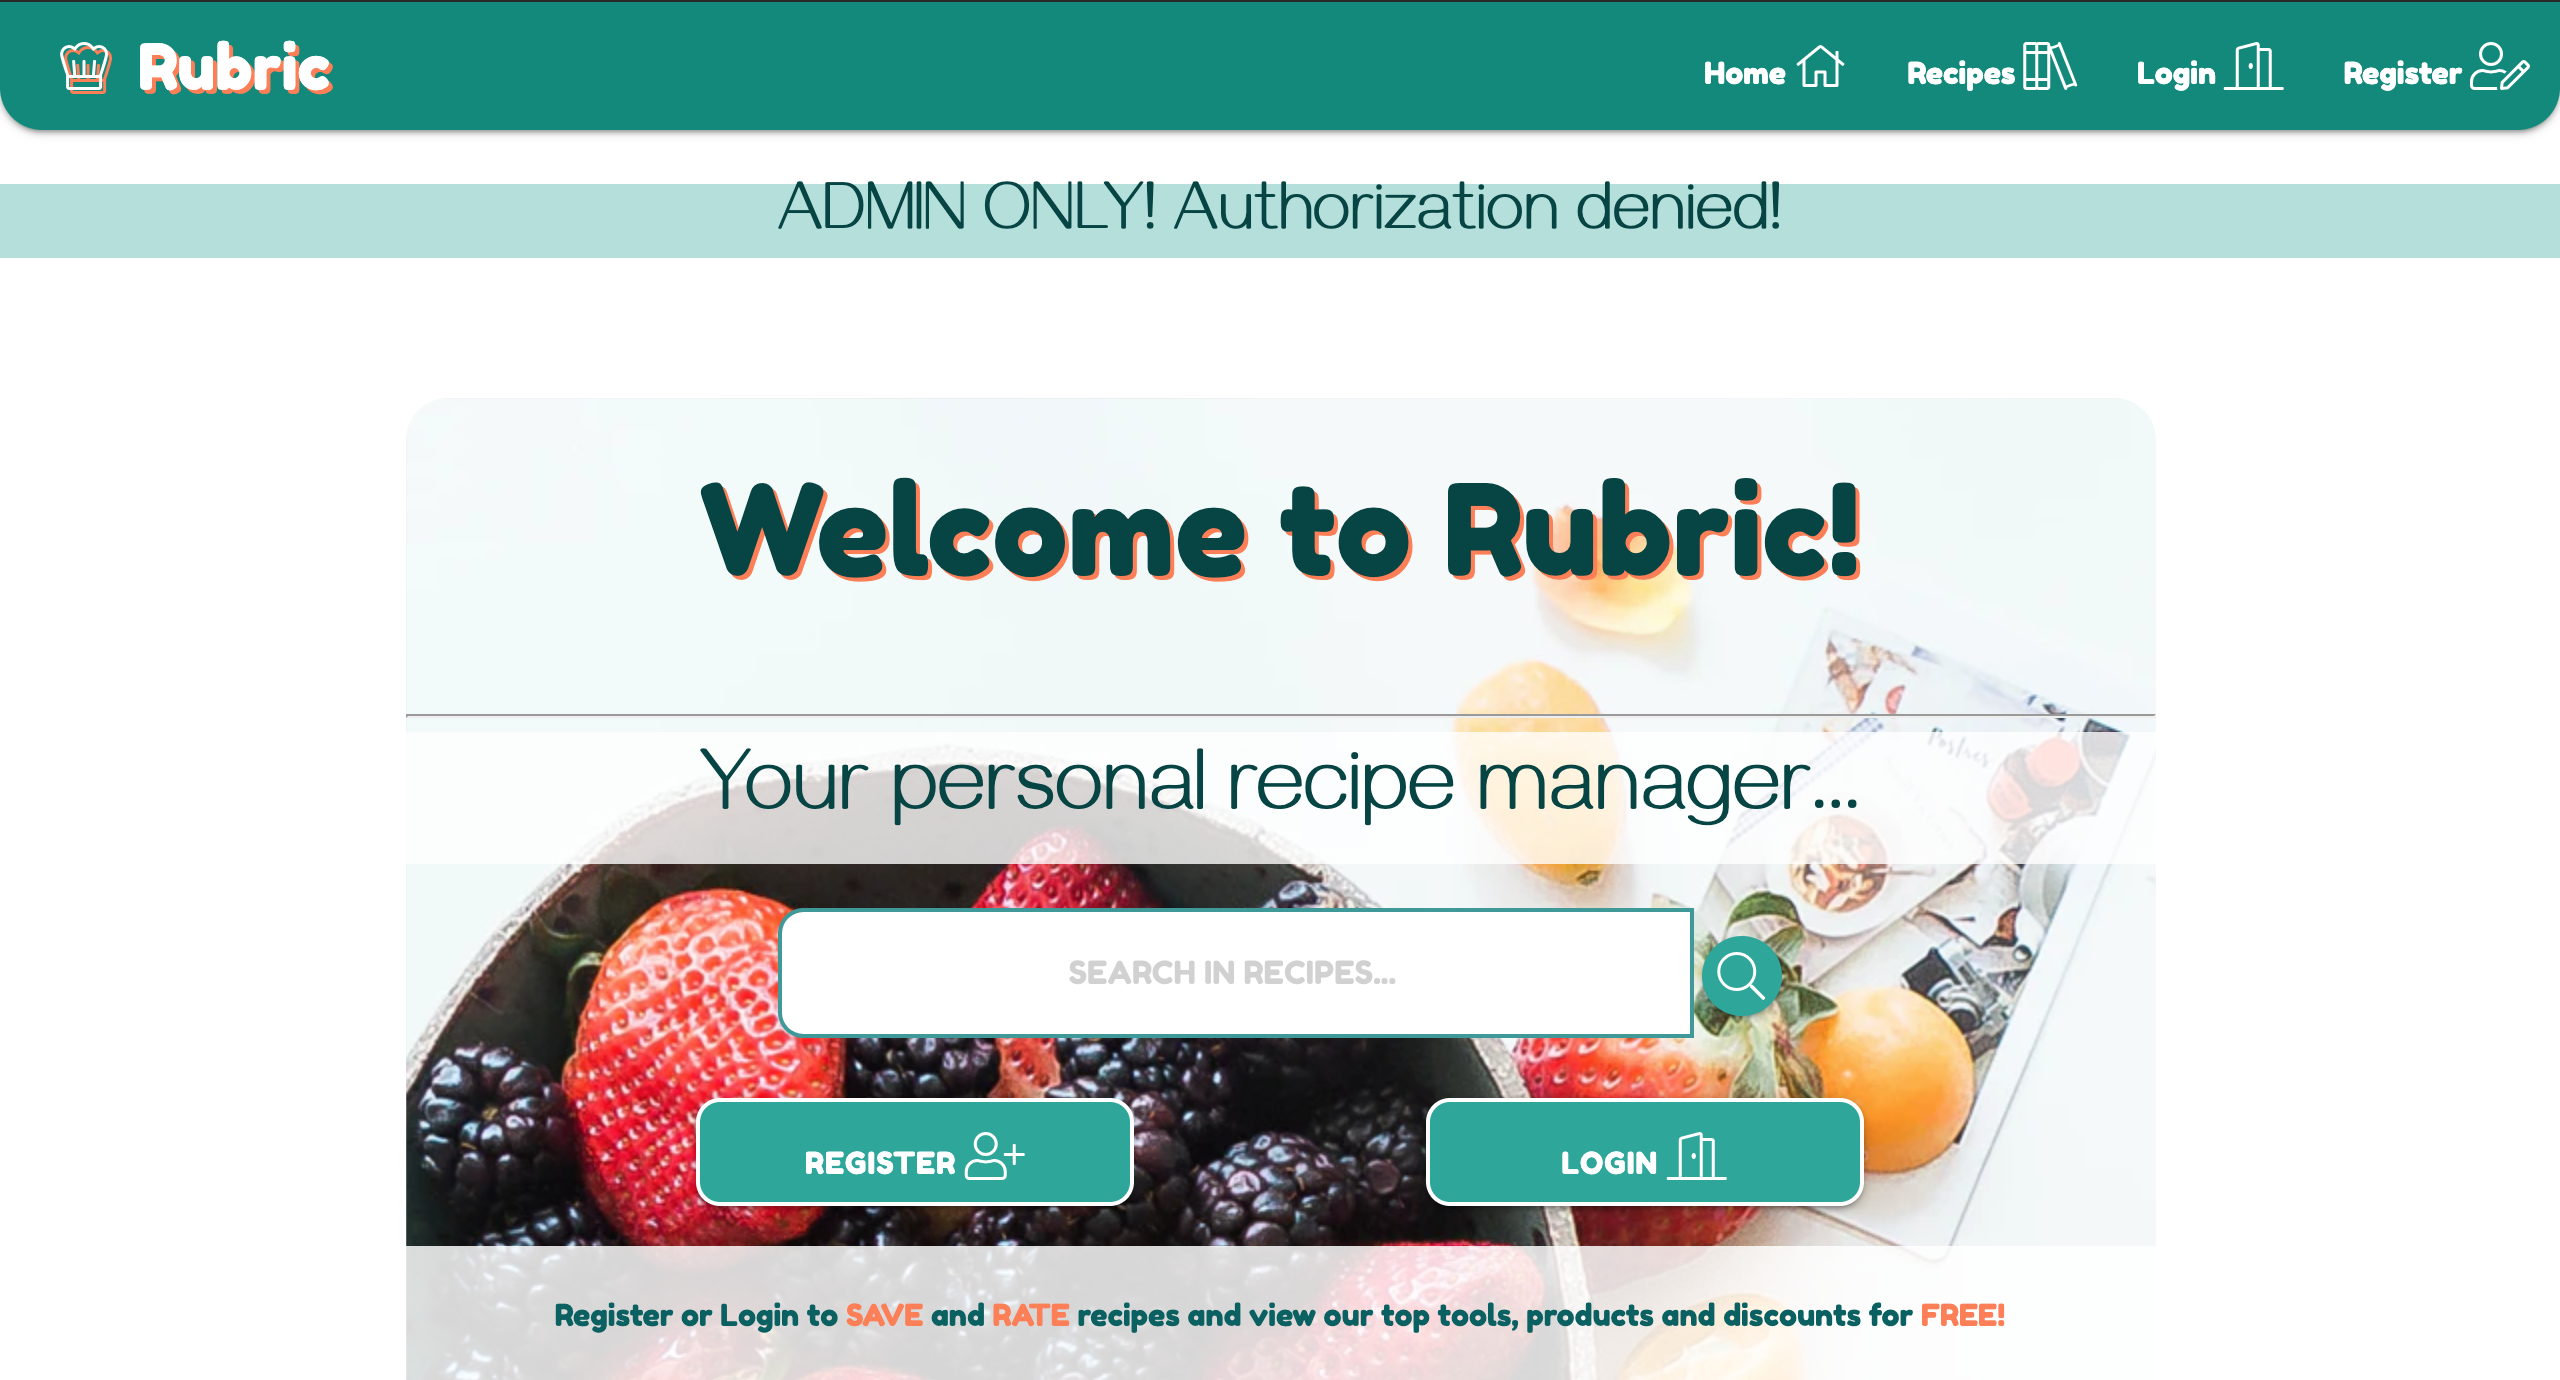 Rubric
Home Recipes Login Register
ADMIN ONLY! Authorization denied!
Welcome to Rubric!
Postres
Your personal recipe manager...
SEARCH IN RECIPES...
REGISTER LOGIN
Register or Login to SAVE and RATE recipes and view our top tools, products and discounts for FREE!